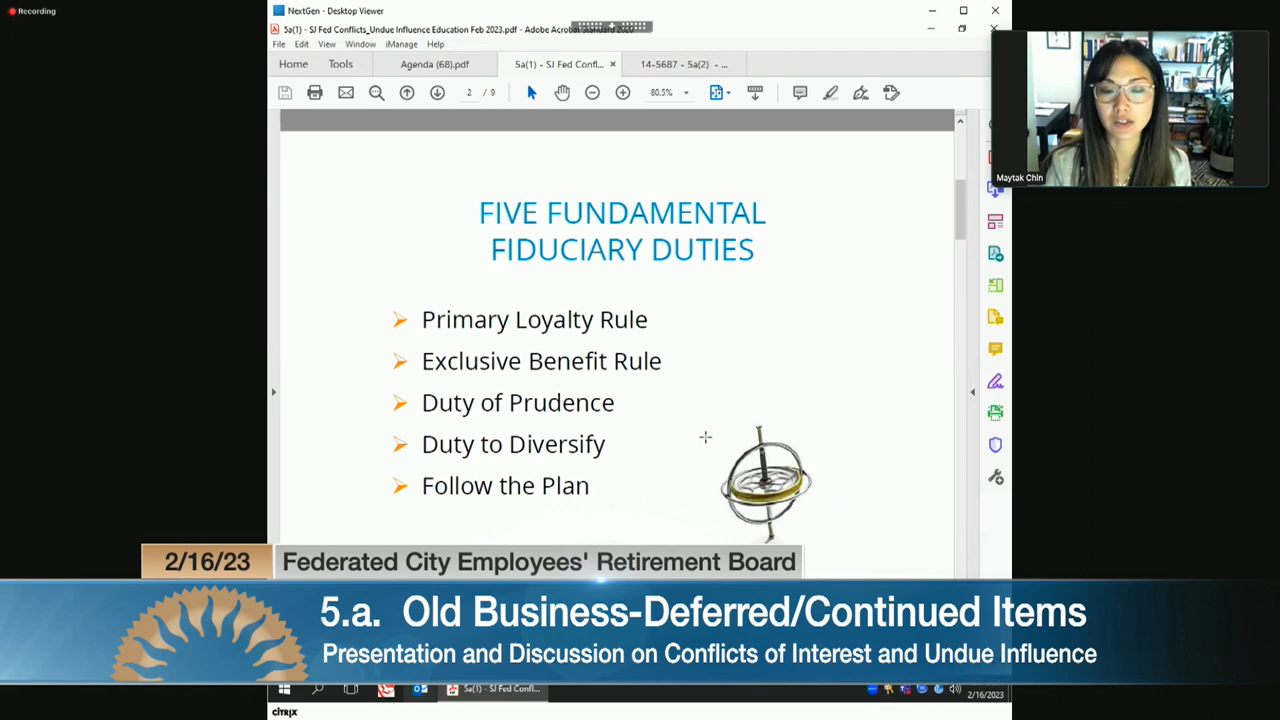 Recording
NextGen - Desktop Viewer
5a(1) - SJ Fed Conflicts_Undue Influence Education Feb 2023.pdf - Adobe Acrobat Standard 2020
File Edit View Window iManage Help
Home Tools Agenda (68).pdf 5a(1) - SJ Fed Confl... × 14-5687 - 5a(2) - ...
2 / 9 80.5%
Maytak Chin
FIVE FUNDAMENTAL
FIDUCIARY DUTIES
Primary Loyalty Rule
Exclusive Benefit Rule
Duty of Prudence
Duty to Diversify
Follow the Plan
2/16/23 Federated City Employees' Retirement Board
5.a. Old Business-Deferred/Continued Items
Presentation and Discussion on Conflicts of Interest and Undue Influence
5a(1) - SJ Fed Confl...
2/16/2023
CITRIX